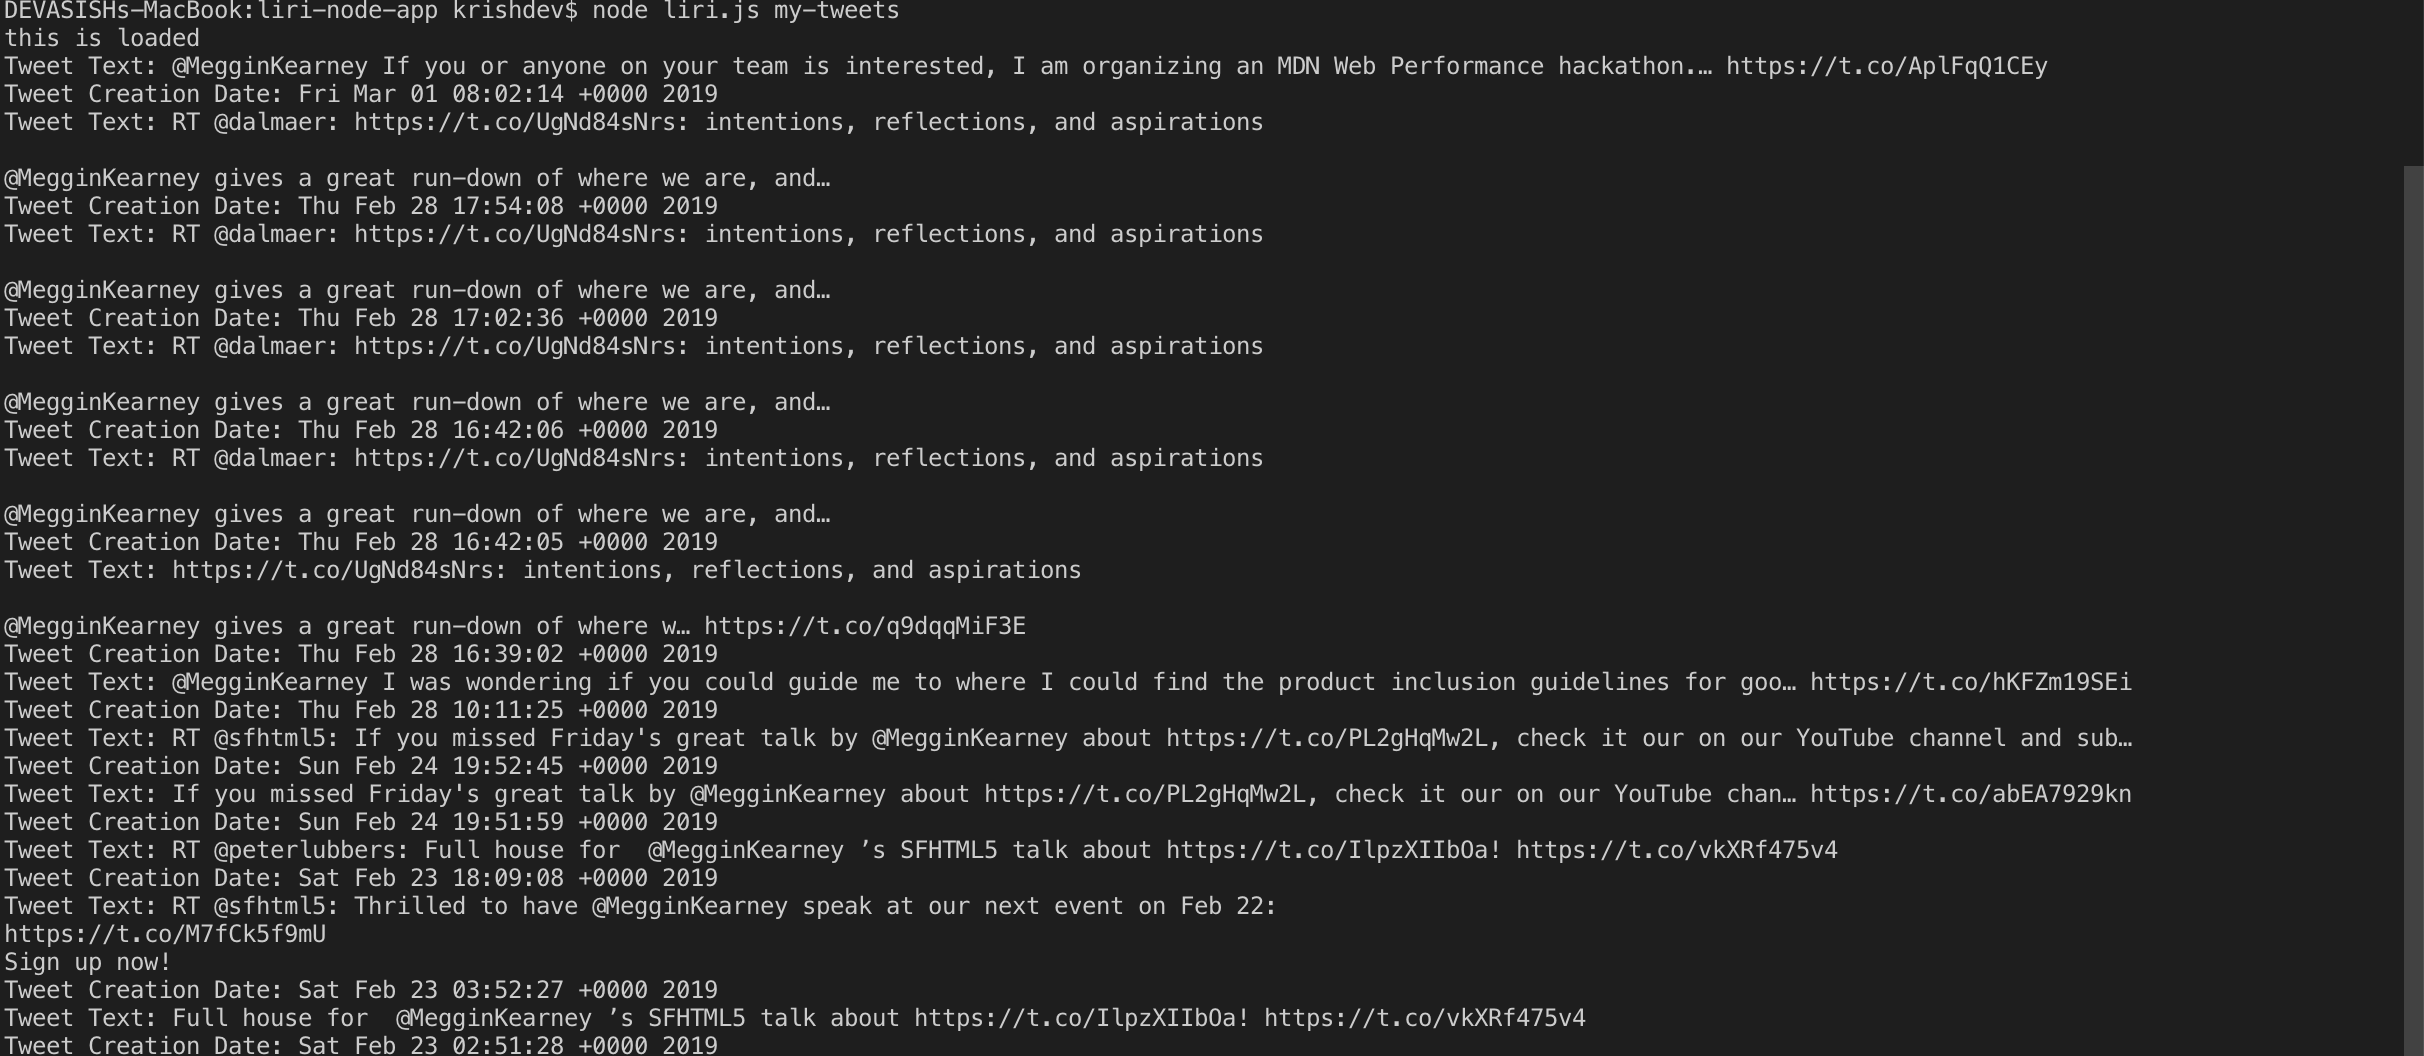 DEVASISHs-MacBook:liri-node-app krishdev$ node liri.js my-tweets
this is loaded
Tweet Text: @MegginKearney If you or anyone on your team is interested, I am organizing an MDN Web Performance hackathon.… https://t.co/AplFqQ1CEy
Tweet Creation Date: Fri Mar 01 08:02:14 +0000 2019
Tweet Text: RT @dalmaer: https://t.co/UgNd84sNrs: intentions, reflections, and aspirations
@MegginKearney gives a great run-down of where we are, and…
Tweet Creation Date: Thu Feb 28 17:54:08 +0000 2019
Tweet Text: RT @dalmaer: https://t.co/UgNd84sNrs: intentions, reflections, and aspirations
@MegginKearney gives a great run-down of where we are, and…
Tweet Creation Date: Thu Feb 28 17:02:36 +0000 2019
Tweet Text: RT @dalmaer: https://t.co/UgNd84sNrs: intentions, reflections, and aspirations
@MegginKearney gives a great run-down of where we are, and…
Tweet Creation Date: Thu Feb 28 16:42:06 +0000 2019
Tweet Text: RT @dalmaer: https://t.co/UgNd84sNrs: intentions, reflections, and aspirations
@MegginKearney gives a great run-down of where we are, and…
Tweet Creation Date: Thu Feb 28 16:42:05 +0000 2019
Tweet Text: https://t.co/UgNd84sNrs: intentions, reflections, and aspirations
@MegginKearney gives a great run-down of where w… https://t.co/q9dqqMiF3E
Tweet Creation Date: Thu Feb 28 16:39:02 +0000 2019
Tweet Text: @MegginKearney I was wondering if you could guide me to where I could find the product inclusion guidelines for goo… https://t.co/hKFZm19SEi
Tweet Creation Date: Thu Feb 28 10:11:25 +0000 2019
Tweet Text: RT @sfhtml5: If you missed Friday's great talk by @MegginKearney about https://t.co/PL2gHqMw2L, check it our on our YouTube channel and sub…
Tweet Creation Date: Sun Feb 24 19:52:45 +0000 2019
Tweet Text: If you missed Friday's great talk by @MegginKearney about https://t.co/PL2gHqMw2L, check it our on our YouTube chan… https://t.co/abEA7929kn
Tweet Creation Date: Sun Feb 24 19:51:59 +0000 2019
Tweet Text: RT @peterlubbers: Full house for  @MegginKearney ’s SFHTML5 talk about https://t.co/IlpzXIIbOa! https://t.co/vkXRf475v4
Tweet Creation Date: Sat Feb 23 18:09:08 +0000 2019
Tweet Text: RT @sfhtml5: Thrilled to have @MegginKearney speak at our next event on Feb 22:
https://t.co/M7fCk5f9mU
Sign up now!
Tweet Creation Date: Sat Feb 23 03:52:27 +0000 2019
Tweet Text: Full house for  @MegginKearney ’s SFHTML5 talk about https://t.co/IlpzXIIbOa! https://t.co/vkXRf475v4
Tweet Creation Date: Sat Feb 23 02:51:28 +0000 2019